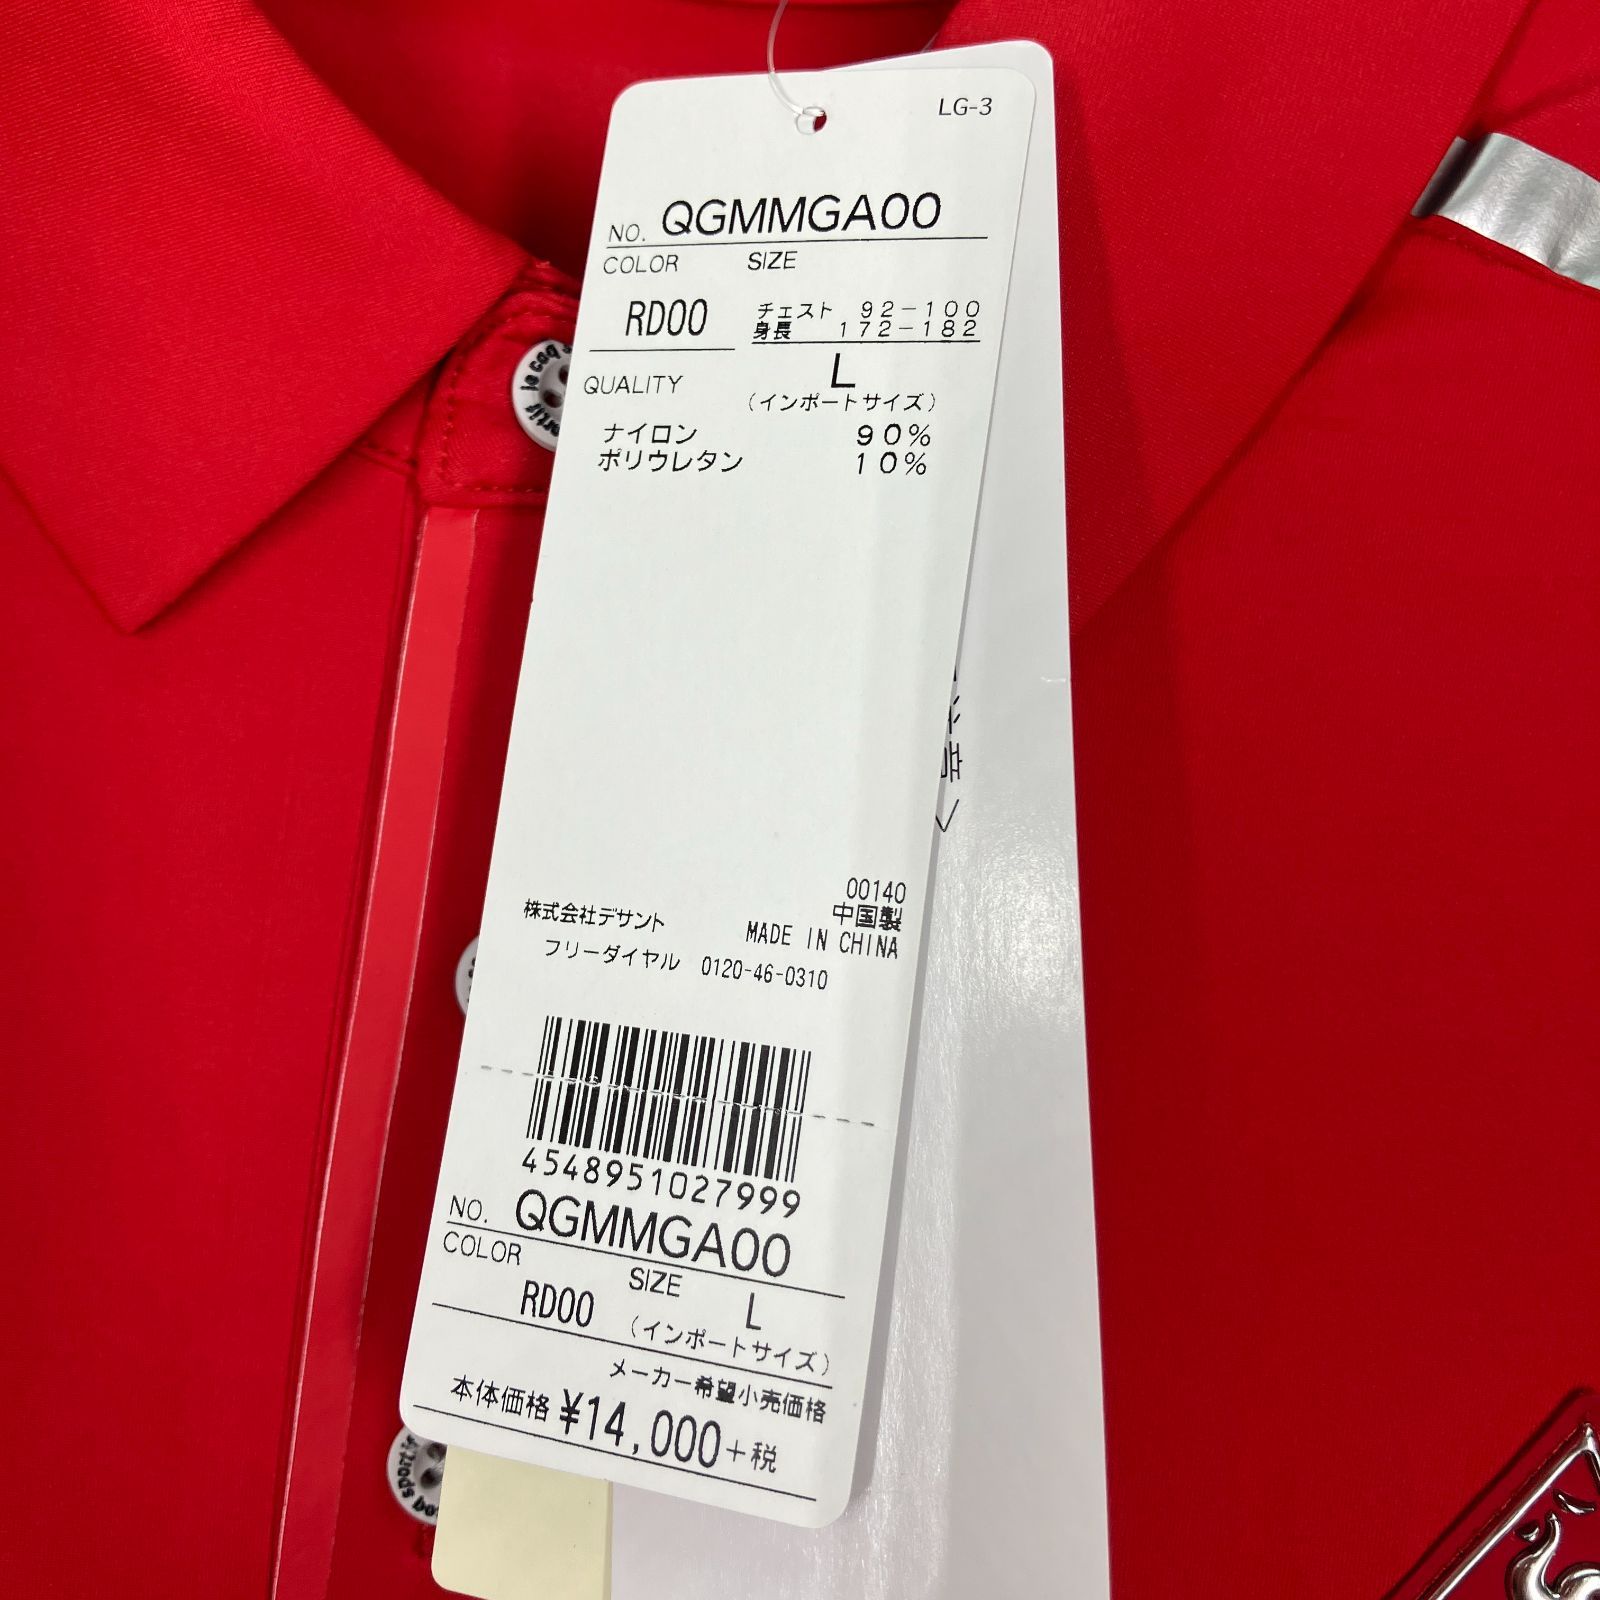 LG-3
NO. QGMMGA00
COLOR SIZE
RD00
チェスト 92-100
身長 172-182
L
(インポートサイズ)
QUALITY
ナイロン 90%
ポリウレタン 10%
le coq
00140
中国製
株式会社デサント
MADE IN CHINA
フリーダイヤル 0120-46-0310
4548951027999
NO. QGMMGA00
COLOR SIZE
RD00 L
(インポートサイズ)
メーカー希望小売価格
本体価格 ¥14,000+税